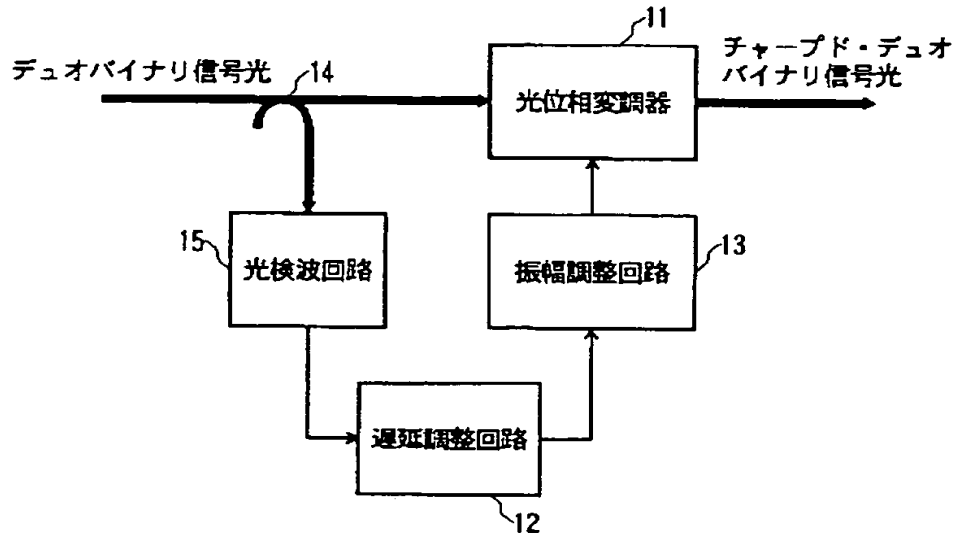 11
チャープド・デュオ
バイナリ信号光
デュオバイナリ信号光
14
光位相変調器
15
光検波回路
振幅調整回路
13
遅延調整回路
12